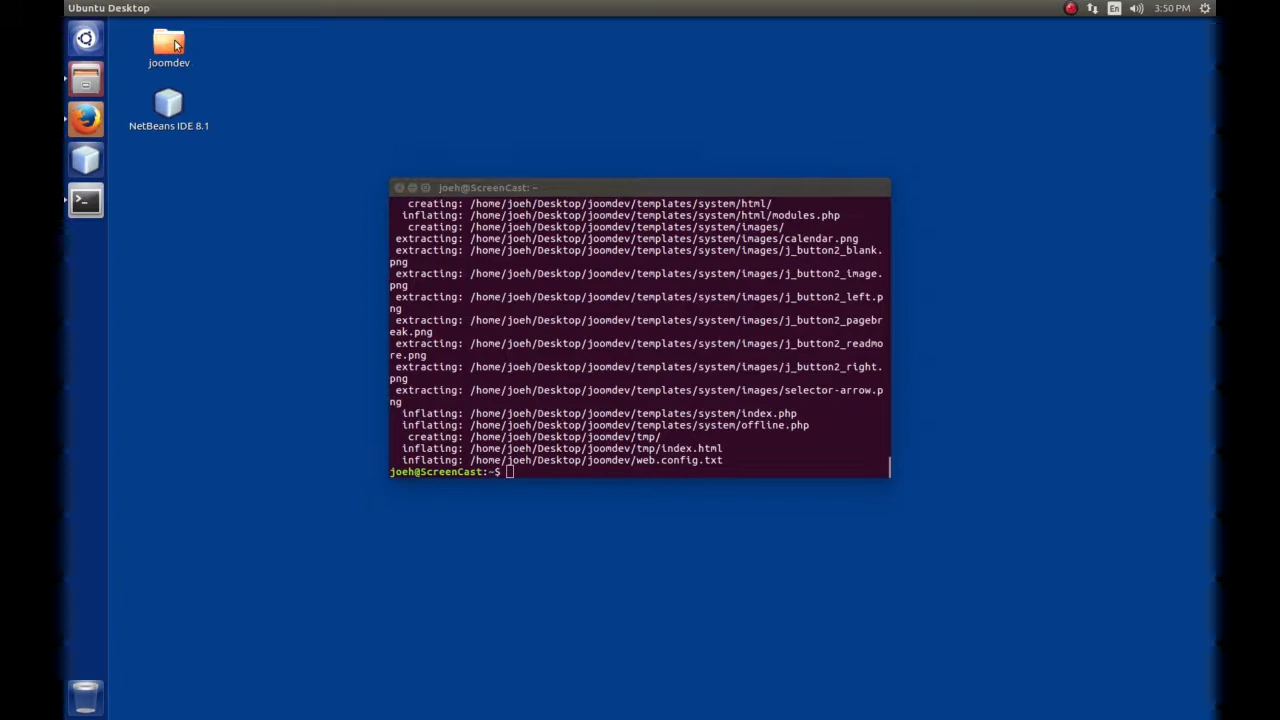 Ubuntu Desktop
En
3:50 PM
joomdev
NetBeans IDE 8.1
joeh@ScreenCast: ~
creating: /home/joeh/Desktop/joomdev/templates/system/html/
inflating: /home/joeh/Desktop/joomdev/templates/system/html/modules.php
creating: /home/joeh/Desktop/joomdev/templates/system/images/
extracting: /home/joeh/Desktop/joomdev/templates/system/images/calendar.png
extracting: /home/joeh/Desktop/joomdev/templates/system/images/j_button2_blank.
png
extracting: /home/joeh/Desktop/joomdev/templates/system/images/j_button2_image.
png
extracting: /home/joeh/Desktop/joomdev/templates/system/images/j_button2_left.p
ng
extracting: /home/joeh/Desktop/joomdev/templates/system/images/j_button2_pagebr
eak.png
extracting: /home/joeh/Desktop/joomdev/templates/system/images/j_button2_readmo
re.png
extracting: /home/joeh/Desktop/joomdev/templates/system/images/j_button2_right.
png
extracting: /home/joeh/Desktop/joomdev/templates/system/images/selector-arrow.p
ng
inflating: /home/joeh/Desktop/joomdev/templates/system/index.php
inflating: /home/joeh/Desktop/joomdev/templates/system/offline.php
creating: /home/joeh/Desktop/joomdev/tmp/
inflating: /home/joeh/Desktop/joomdev/tmp/index.html
inflating: /home/joeh/Desktop/joomdev/web.config.txt
joeh@ScreenCast:~$